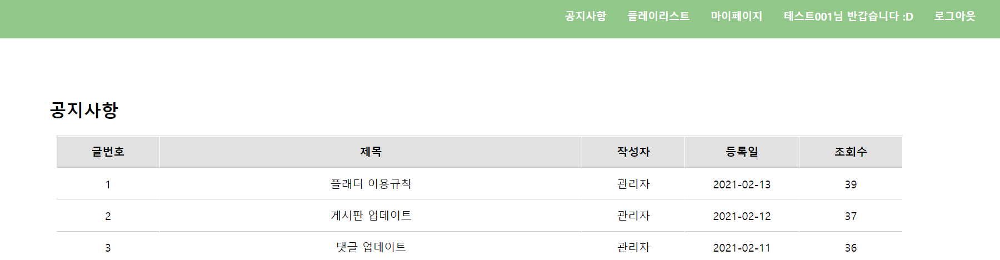 공지사항 플레이리스트 마이페이지 테스트001님 반갑습니다 :D 로그아웃
공지사항
글번호 제목 작성자 등록일 조회수
1 플래더 이용규칙 관리자 2021-02-13 39
2 게시판 업데이트 관리자 2021-02-12 37
3 댓글 업데이트 관리자 2021-02-11 36